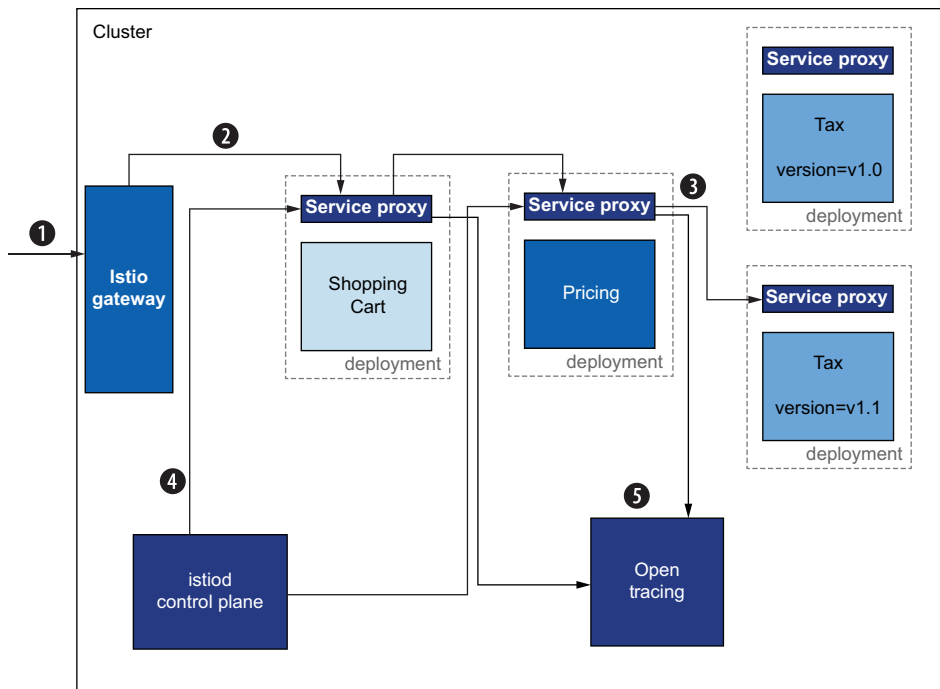 Cluster
1
Istio
gateway
2
Service proxy
Shopping
Cart
deployment
Service proxy
Pricing
deployment
3
Service proxy
Tax
version=v1.0
deployment
Service proxy
Tax
version=v1.1
deployment
4
istiod
control plane
5
Open
tracing